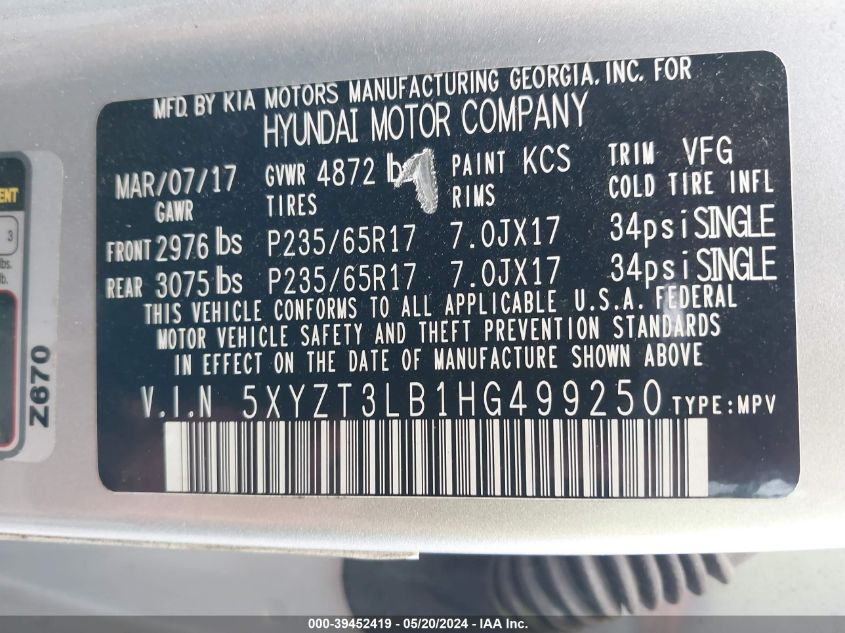 MFD. BY KIA MOTORS MANUFACTURING GEORGIA, INC. FOR
HYUNDAI MOTOR COMPANY
MAR/07/17 GVWR 4872 lb PAINT KCS TRIM VFG
GAWR TIRES RIMS COLD TIRE INFL
FRONT 2976 lbs P235/65R17 7.0JX17 34psi SINGLE
REAR 3075 lbs P235/65R17 7.0JX17 34psi SINGLE
THIS VEHICLE CONFORMS TO ALL APPLICABLE U.S.A. FEDERAL
MOTOR VEHICLE SAFETY AND THEFT PREVENTION STANDARDS
IN EFFECT ON THE DATE OF MANUFACTURE SHOWN ABOVE
V.I.N 5XYZT3LB1HG499250 TYPE:MPV
3
lbs.
lb.
Z670
000-39452419 - 05/20/2024 - IAA Inc.